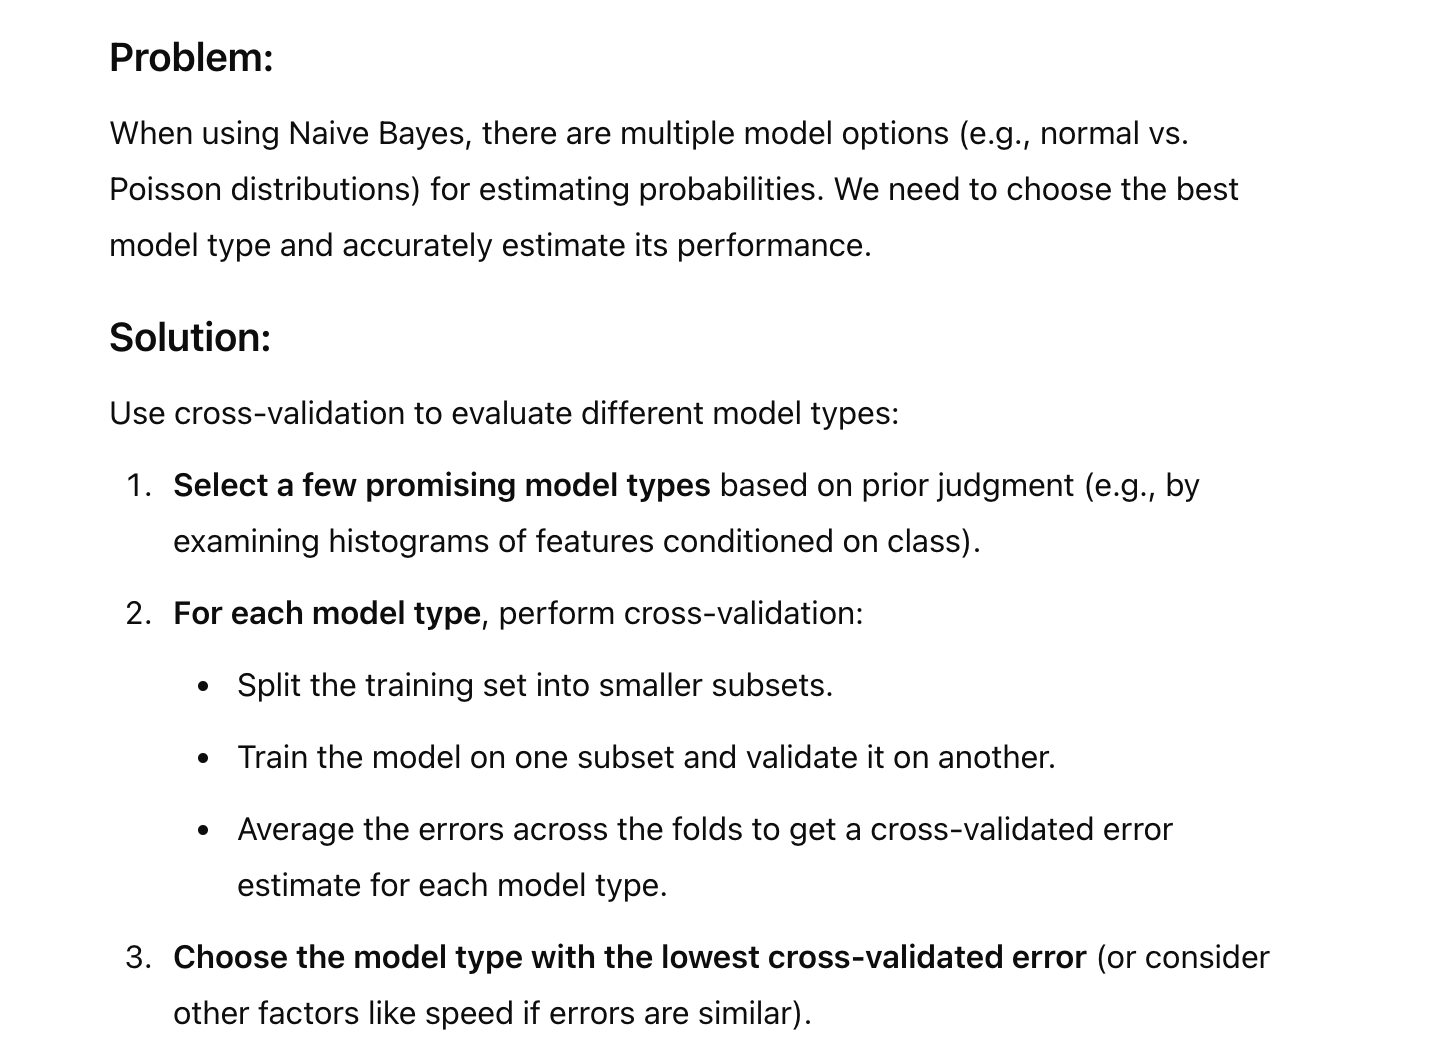 Problem:
When using Naive Bayes, there are multiple model options (e.g., normal vs.
Poisson distributions) for estimating probabilities. We need to choose the best
model type and accurately estimate its performance.
Solution:
Use cross-validation to evaluate different model types:
1. Select a few promising model types based on prior judgment (e.g., by
examining histograms of features conditioned on class).
2. For each model type, perform cross-validation:
• Split the training set into smaller subsets.
• Train the model on one subset and validate it on another.
• Average the errors across the folds to get a cross-validated error
estimate for each model type.
3. Choose the model type with the lowest cross-validated error (or consider
other factors like speed if errors are similar).